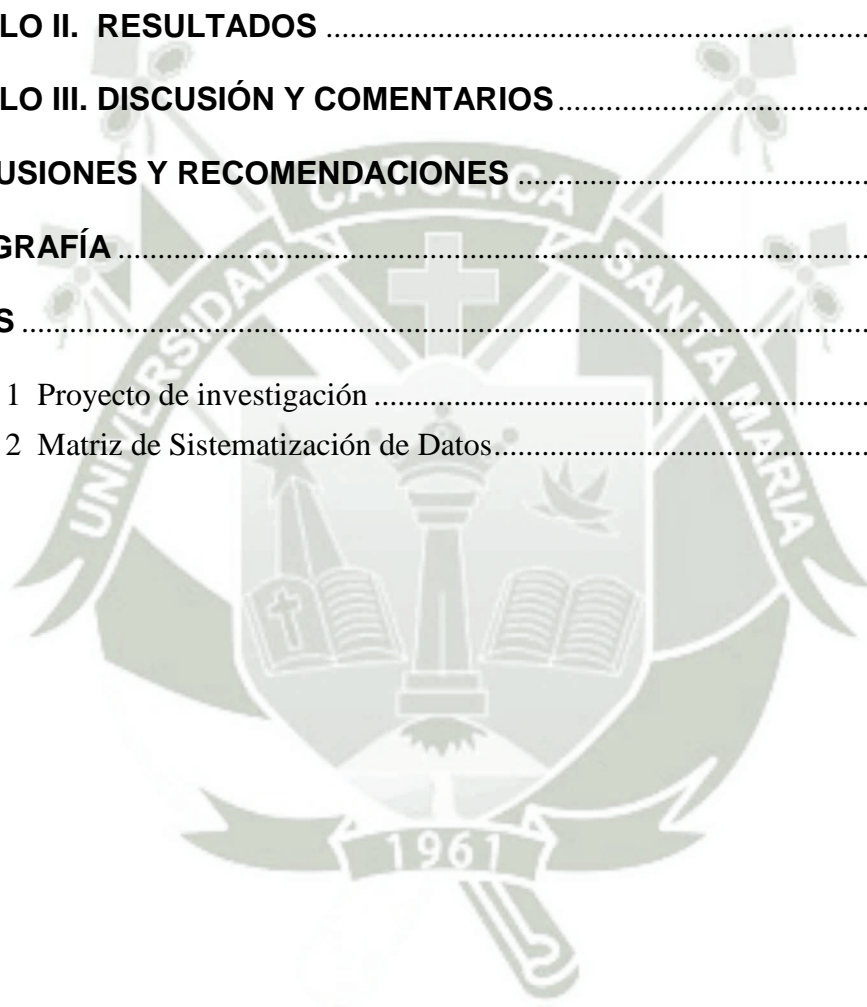 LO II. RESULTADOS ........................................................................
LO III. DISCUSIÓN Y COMENTARIOS ........................................
USIONES Y RECOMENDACIONES .............................................
GRAFÍA ..............................................................................................
S ..........................................................................................................
1 Proyecto de investigación ..............................................................
2 Matriz de Sistematización de Datos...............................................
UNIVERSIDAD CATOLICA SANTA MARIA
1961